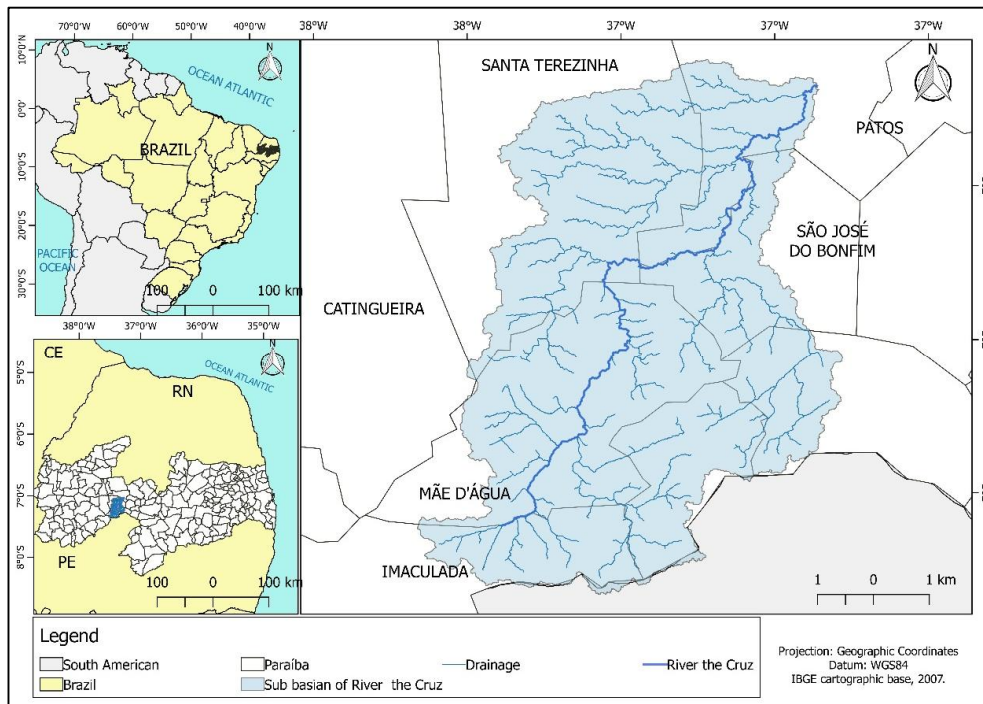 70°0'W 60°0'W 50°0'W 40°0'W
10°0'N
0°0'
10°0'S
20°0'S
30°0'S
N
OCEAN ATLANTIC
BRAZIL
PACIFIC
OCEAN
100 0 100 km
38°0'W 37°0'W 36°0'W 35°0'W
5°0'S
6°0'S
7°0'S
8°0'S
N
CE
OCEAN ATLANTIC
RN
PE
100 0 100 km
38°W 38°W 37°W 37°W 37°W
N
SANTA TEREZINHA
PATOS
SÃO JOSÉ
DO BONFIM
CATINGUEIRA
MÃE D'ÁGUA
IMACULADA
1 0 1 km
Legend
South American
Paraíba
Drainage
River the Cruz
Brazil
Sub basian of River the Cruz
Projection: Geographic Coordinates
Datum: WGS84
IBGE cartographic base, 2007.